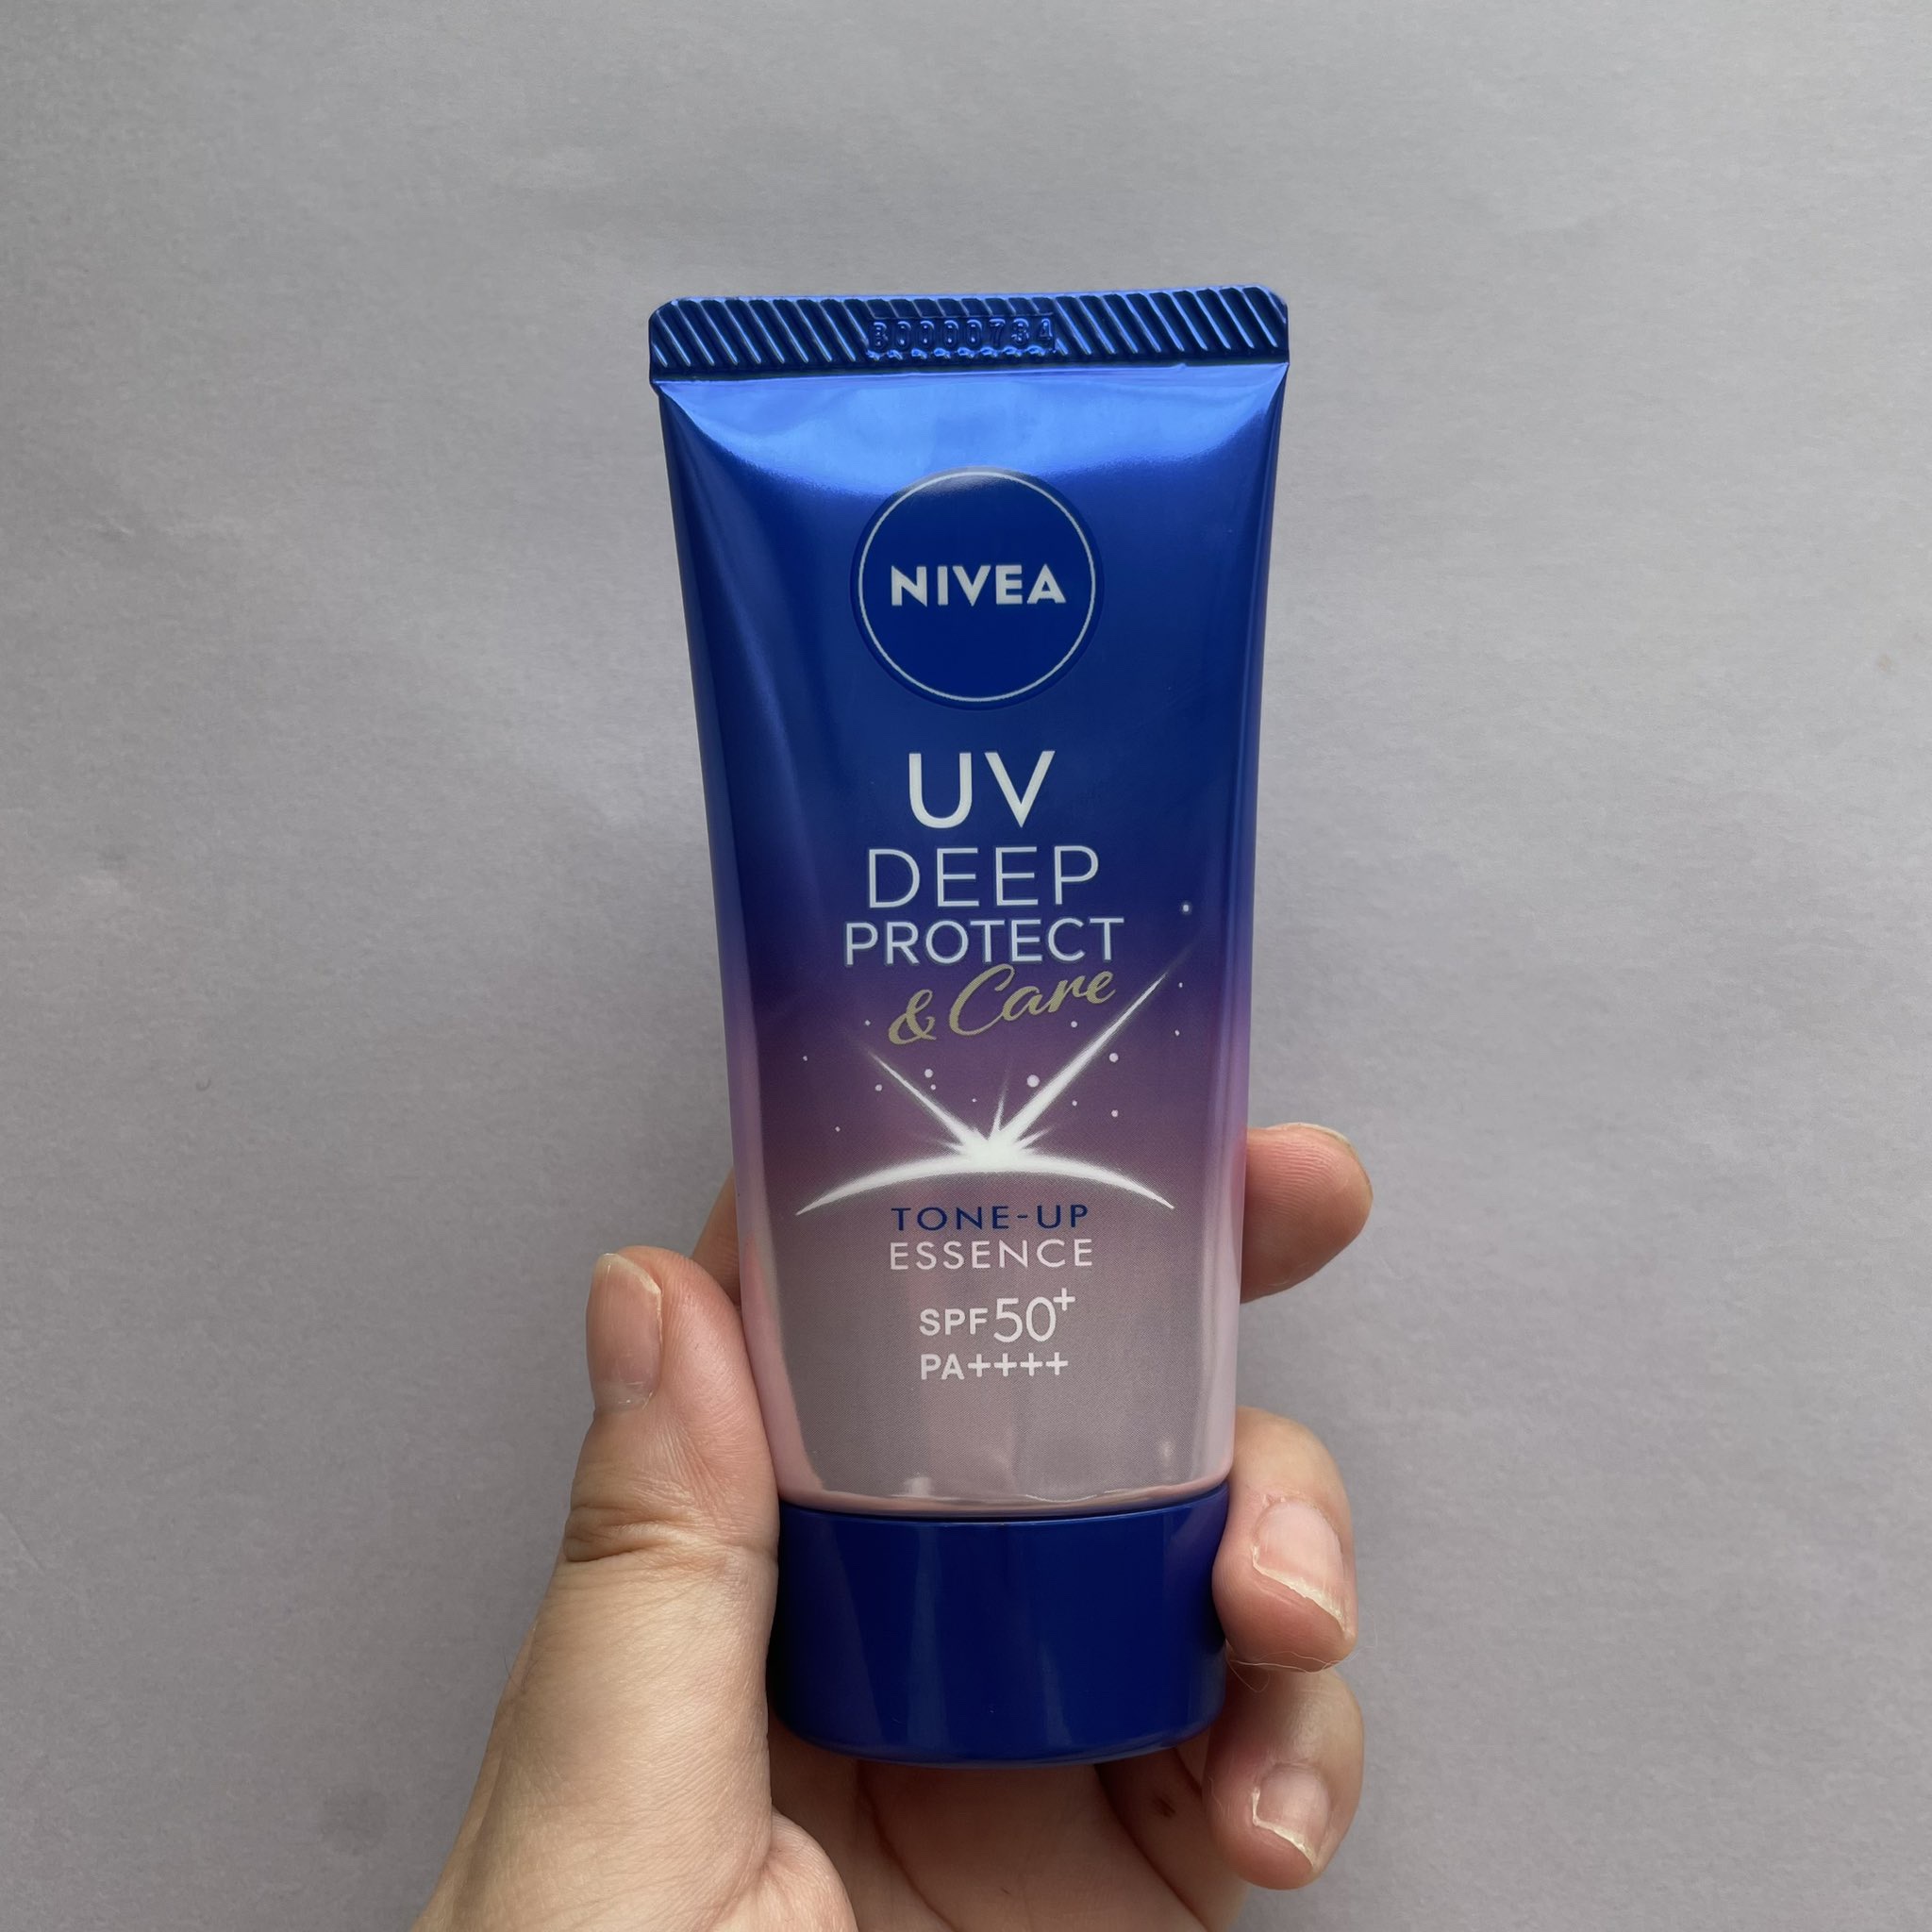 NIVEA
UV
DEEP
PROTECT
& Care
TONE-UP
ESSENCE
SPF50+
PA++++